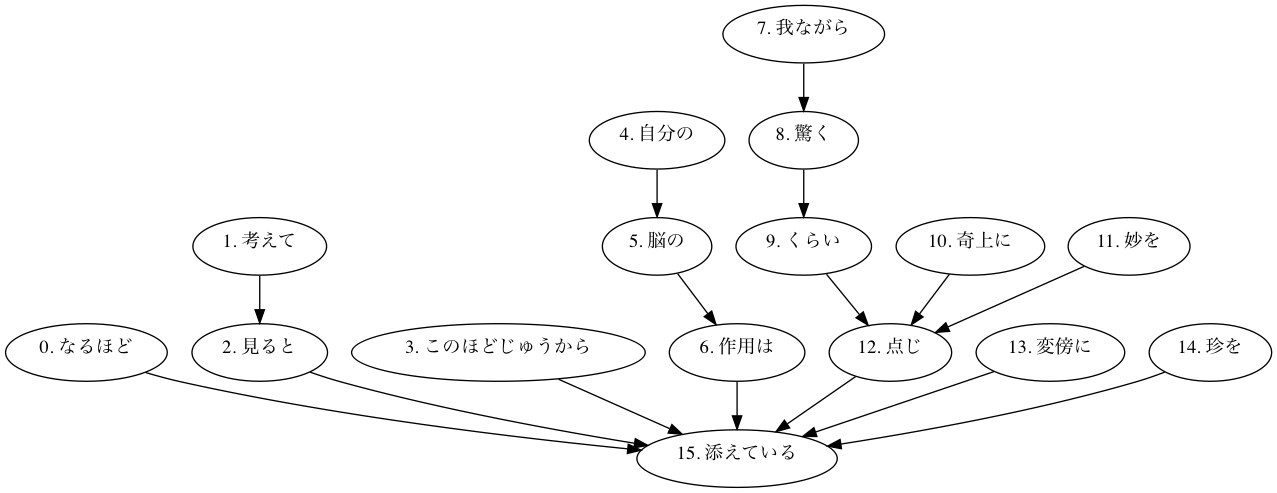 7. 我ながら
4. 自分の
8. 驚く
1. 考えて
5. 脳の
9. くらい
10. 奇上に
11. 妙を
0. なるほど
2. 見ると
3. このほどじゅうから
6. 作用は
12. 点じ
13. 変傍に
14. 珍を
15. 添えている